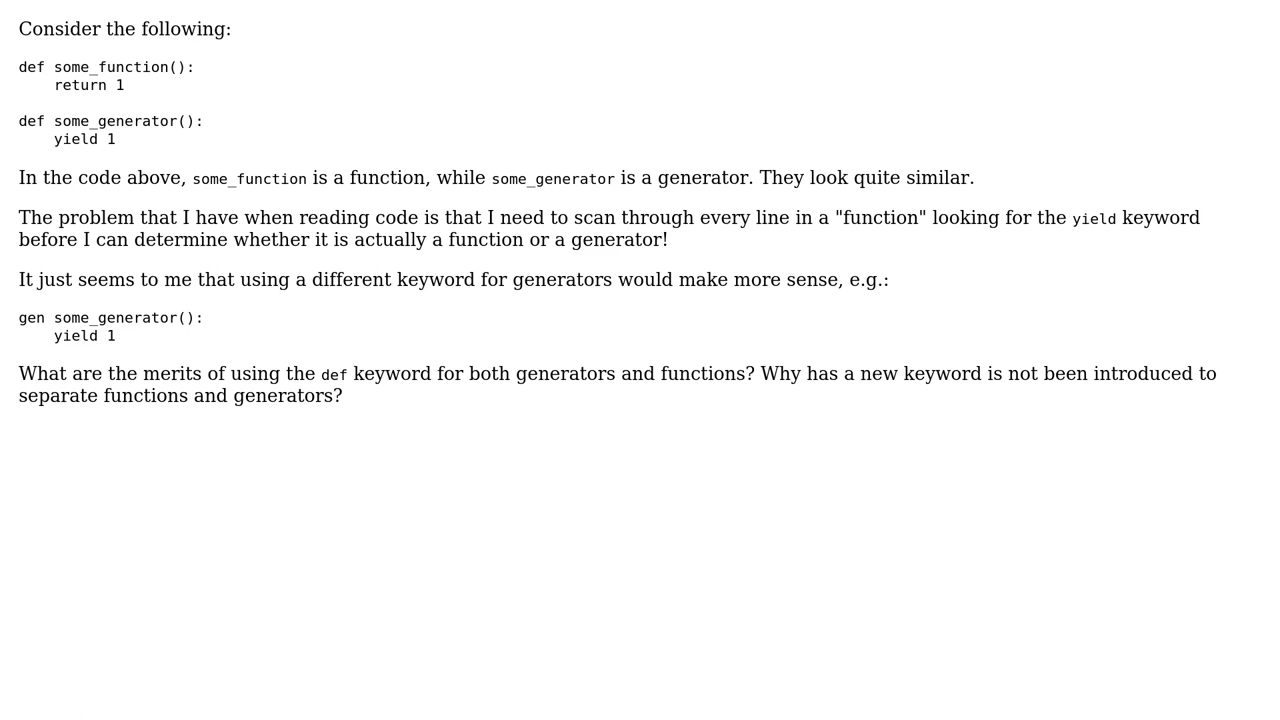 Consider the following:
def some_function():
    return 1
def some_generator():
    yield 1
In the code above, some_function is a function, while some_generator is a generator. They look quite similar.
The problem that I have when reading code is that I need to scan through every line in a "function" looking for the yield keyword
before I can determine whether it is actually a function or a generator!
It just seems to me that using a different keyword for generators would make more sense, e.g.:
gen some_generator():
    yield 1
What are the merits of using the def keyword for both generators and functions? Why has a new keyword is not been introduced to
separate functions and generators?